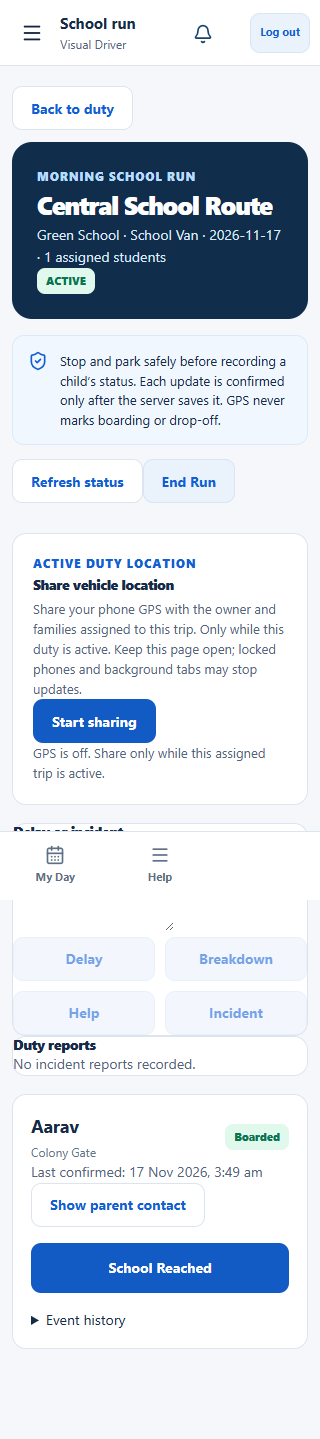 School run
Visual Driver
Log out
Back to duty
MORNING SCHOOL RUN
Central School Route
Green School · School Van · 2026-11-17
· 1 assigned students
ACTIVE
Stop and park safely before recording a
child's status. Each update is confirmed
only after the server saves it. GPS never
marks boarding or drop-off.
Refresh status
End Run
ACTIVE DUTY LOCATION
Share vehicle location
Share your phone GPS with the owner and
families assigned to this trip. Only while this
duty is active. Keep this page open; locked
phones and background tabs may stop
updates.
Start sharing
GPS is off. Share only while this assigned
trip is active.
Delay or incident
My Day
Help
Delay
Breakdown
Help
Incident
Duty reports
No incident reports recorded.
Aarav
Boarded
Colony Gate
Last confirmed: 17 Nov 2026, 3:49 am
Show parent contact
School Reached
Event history